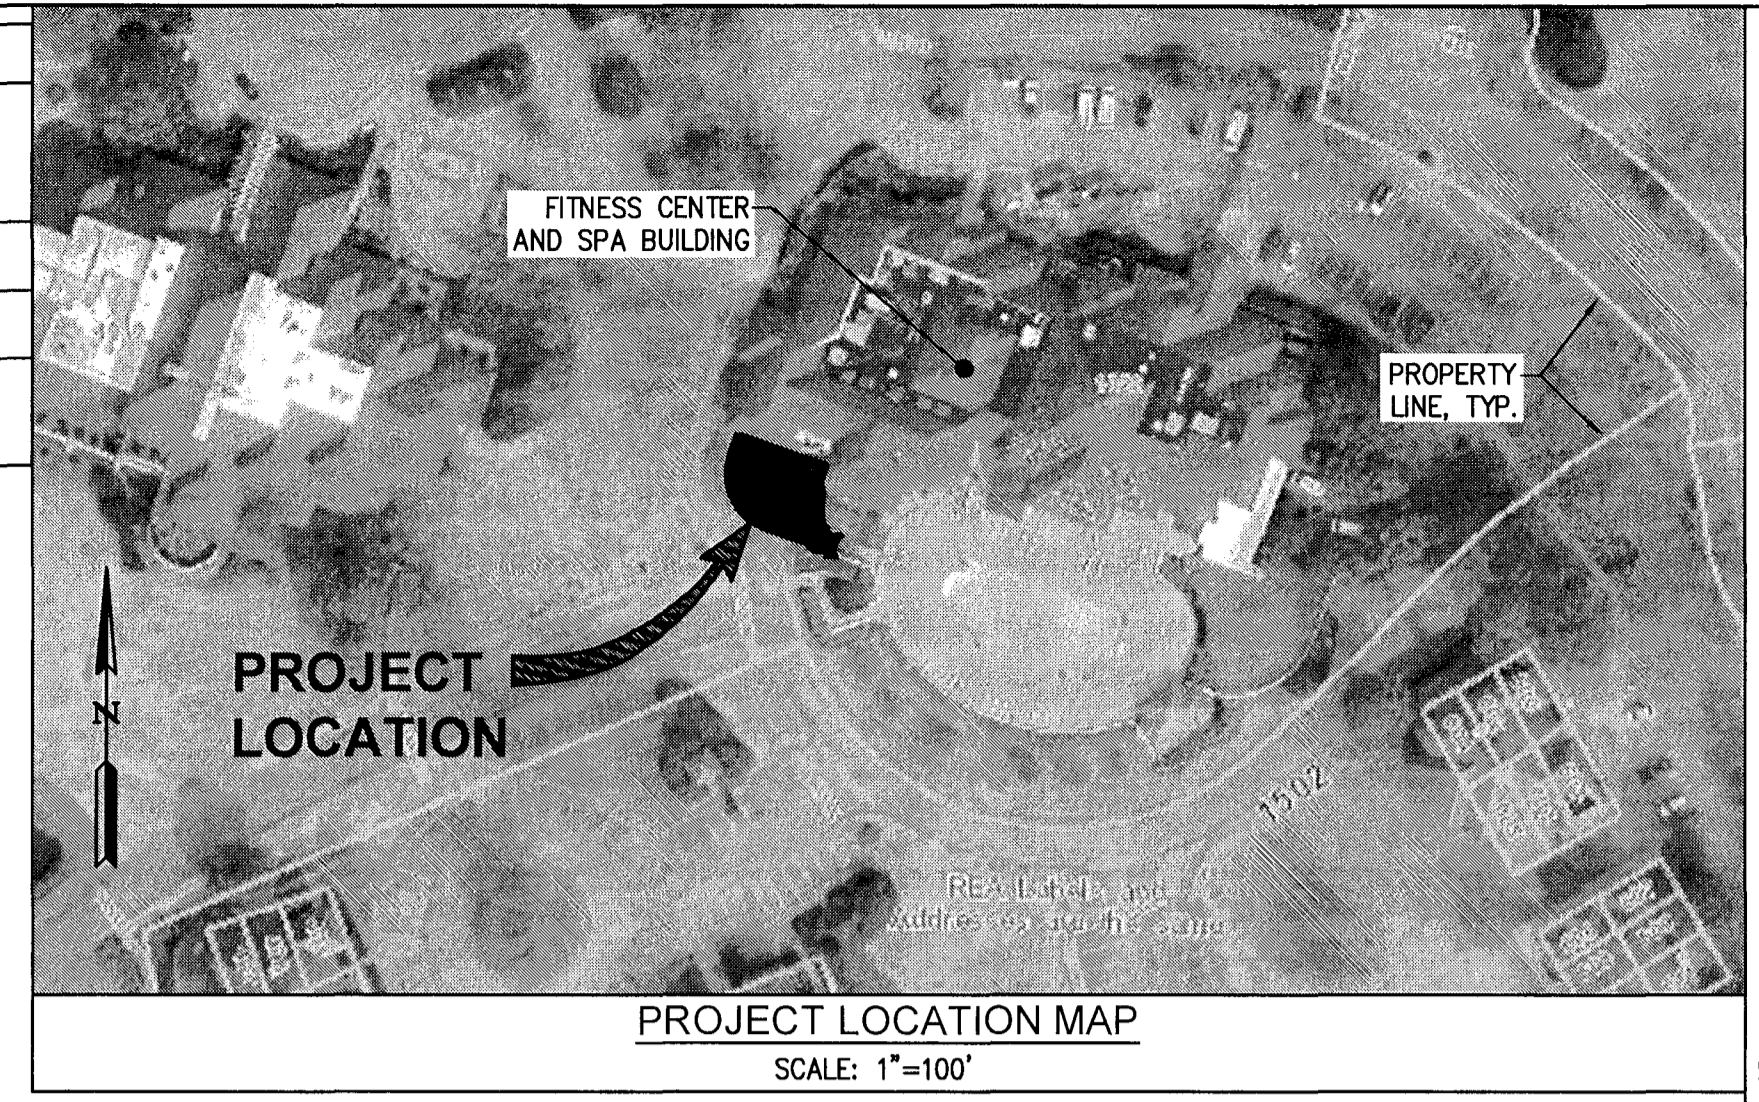 FITNESS CENTER
AND SPA BUILDING
PROPERTY
LINE, TYP.
PROJECT
LOCATION
N
1502
PROJECT LOCATION MAP
SCALE: 1"=100'